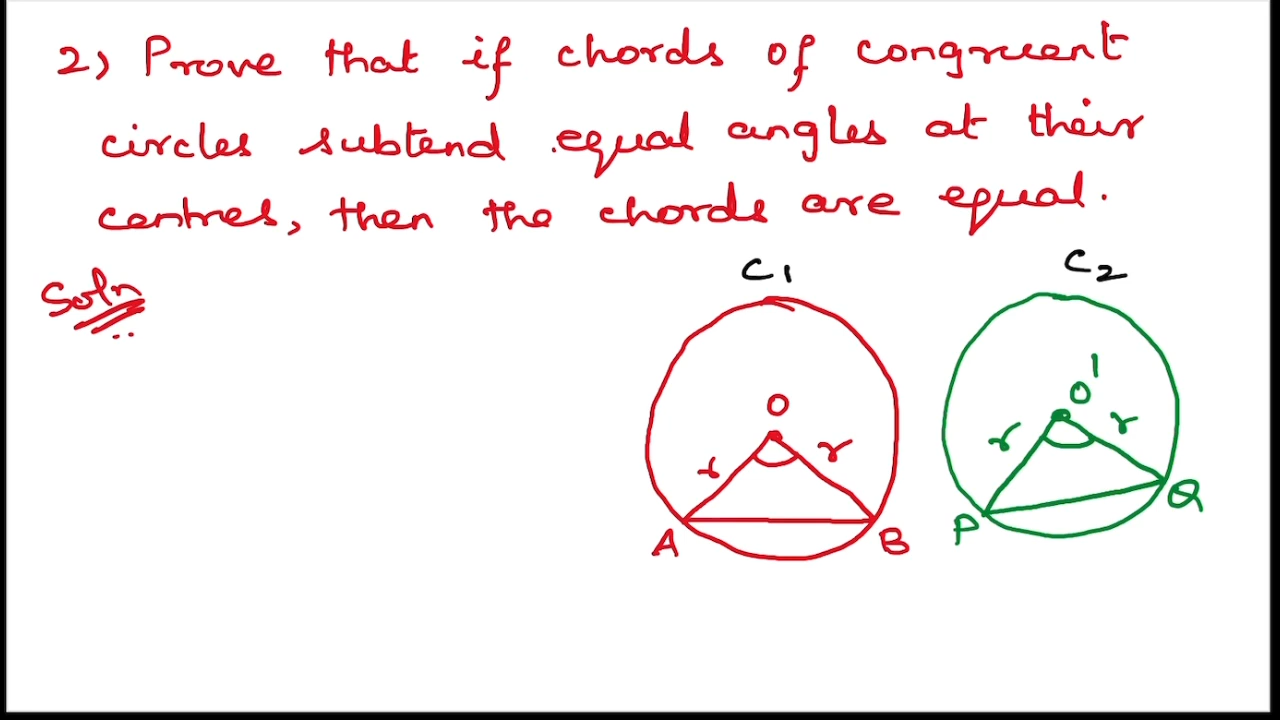 2) Prove that if chords of congruent
circles subtend equal angles at their
centres, then the chords are equal.
Soln
C1
C2
O
r
r
A
B
O'
r
r
P
Q